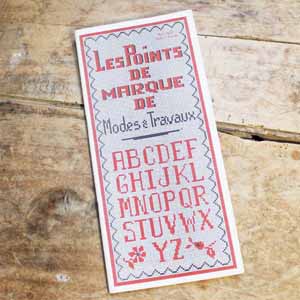 Les Points
DE
MARQUE
DE
Modes & Travaux
ABCDEF
GHIJKL
MNOPQR
STUVWX
YZ